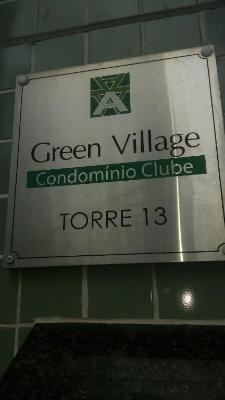 A
Green Village
Condomínio Clube
TORRE 13